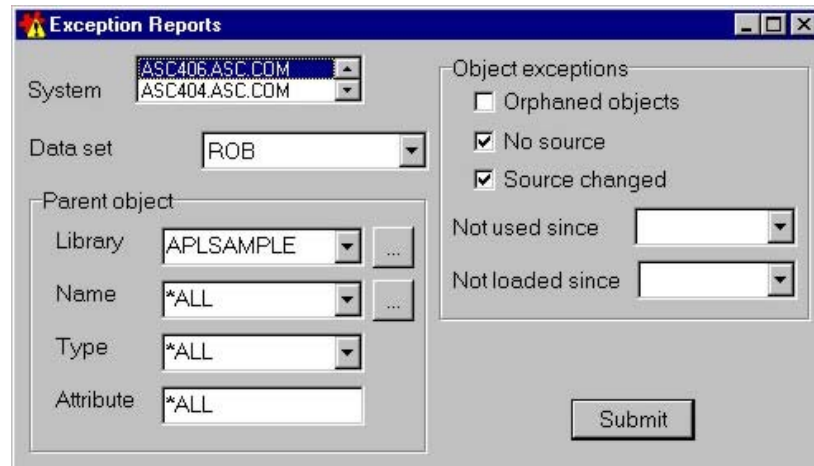 Exception Reports
System
ASC406.ASC.COM
ASC404.ASC.COM
Data set
ROB
Parent object
Library
APLSAMPLE
...
Name
*ALL
...
Type
*ALL
Attribute
*ALL
Object exceptions
Orphaned objects
No source
Source changed
Not used since
Not loaded since
Submit